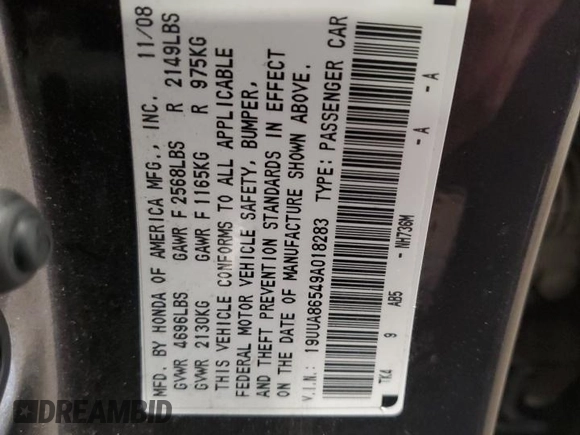 MFD. BY HONDA OF AMERICA MFG., INC. 11/08
GVWR 4696LBS GAWR F 2568LBS R 2149LBS
GVWR 2130KG GAWR F 1165KG R 975KG
THIS VEHICLE CONFORMS TO ALL APPLICABLE
FEDERAL MOTOR VEHICLE SAFETY, BUMPER,
AND THEFT PREVENTION STANDARDS IN EFFECT
ON THE DATE OF MANUFACTURE SHOWN ABOVE.
V.I.N.: 19UUA86549A018283 TYPE: PASSENGER CAR
TK4 9 AB5 - NH736M - A - A
DREAMBID